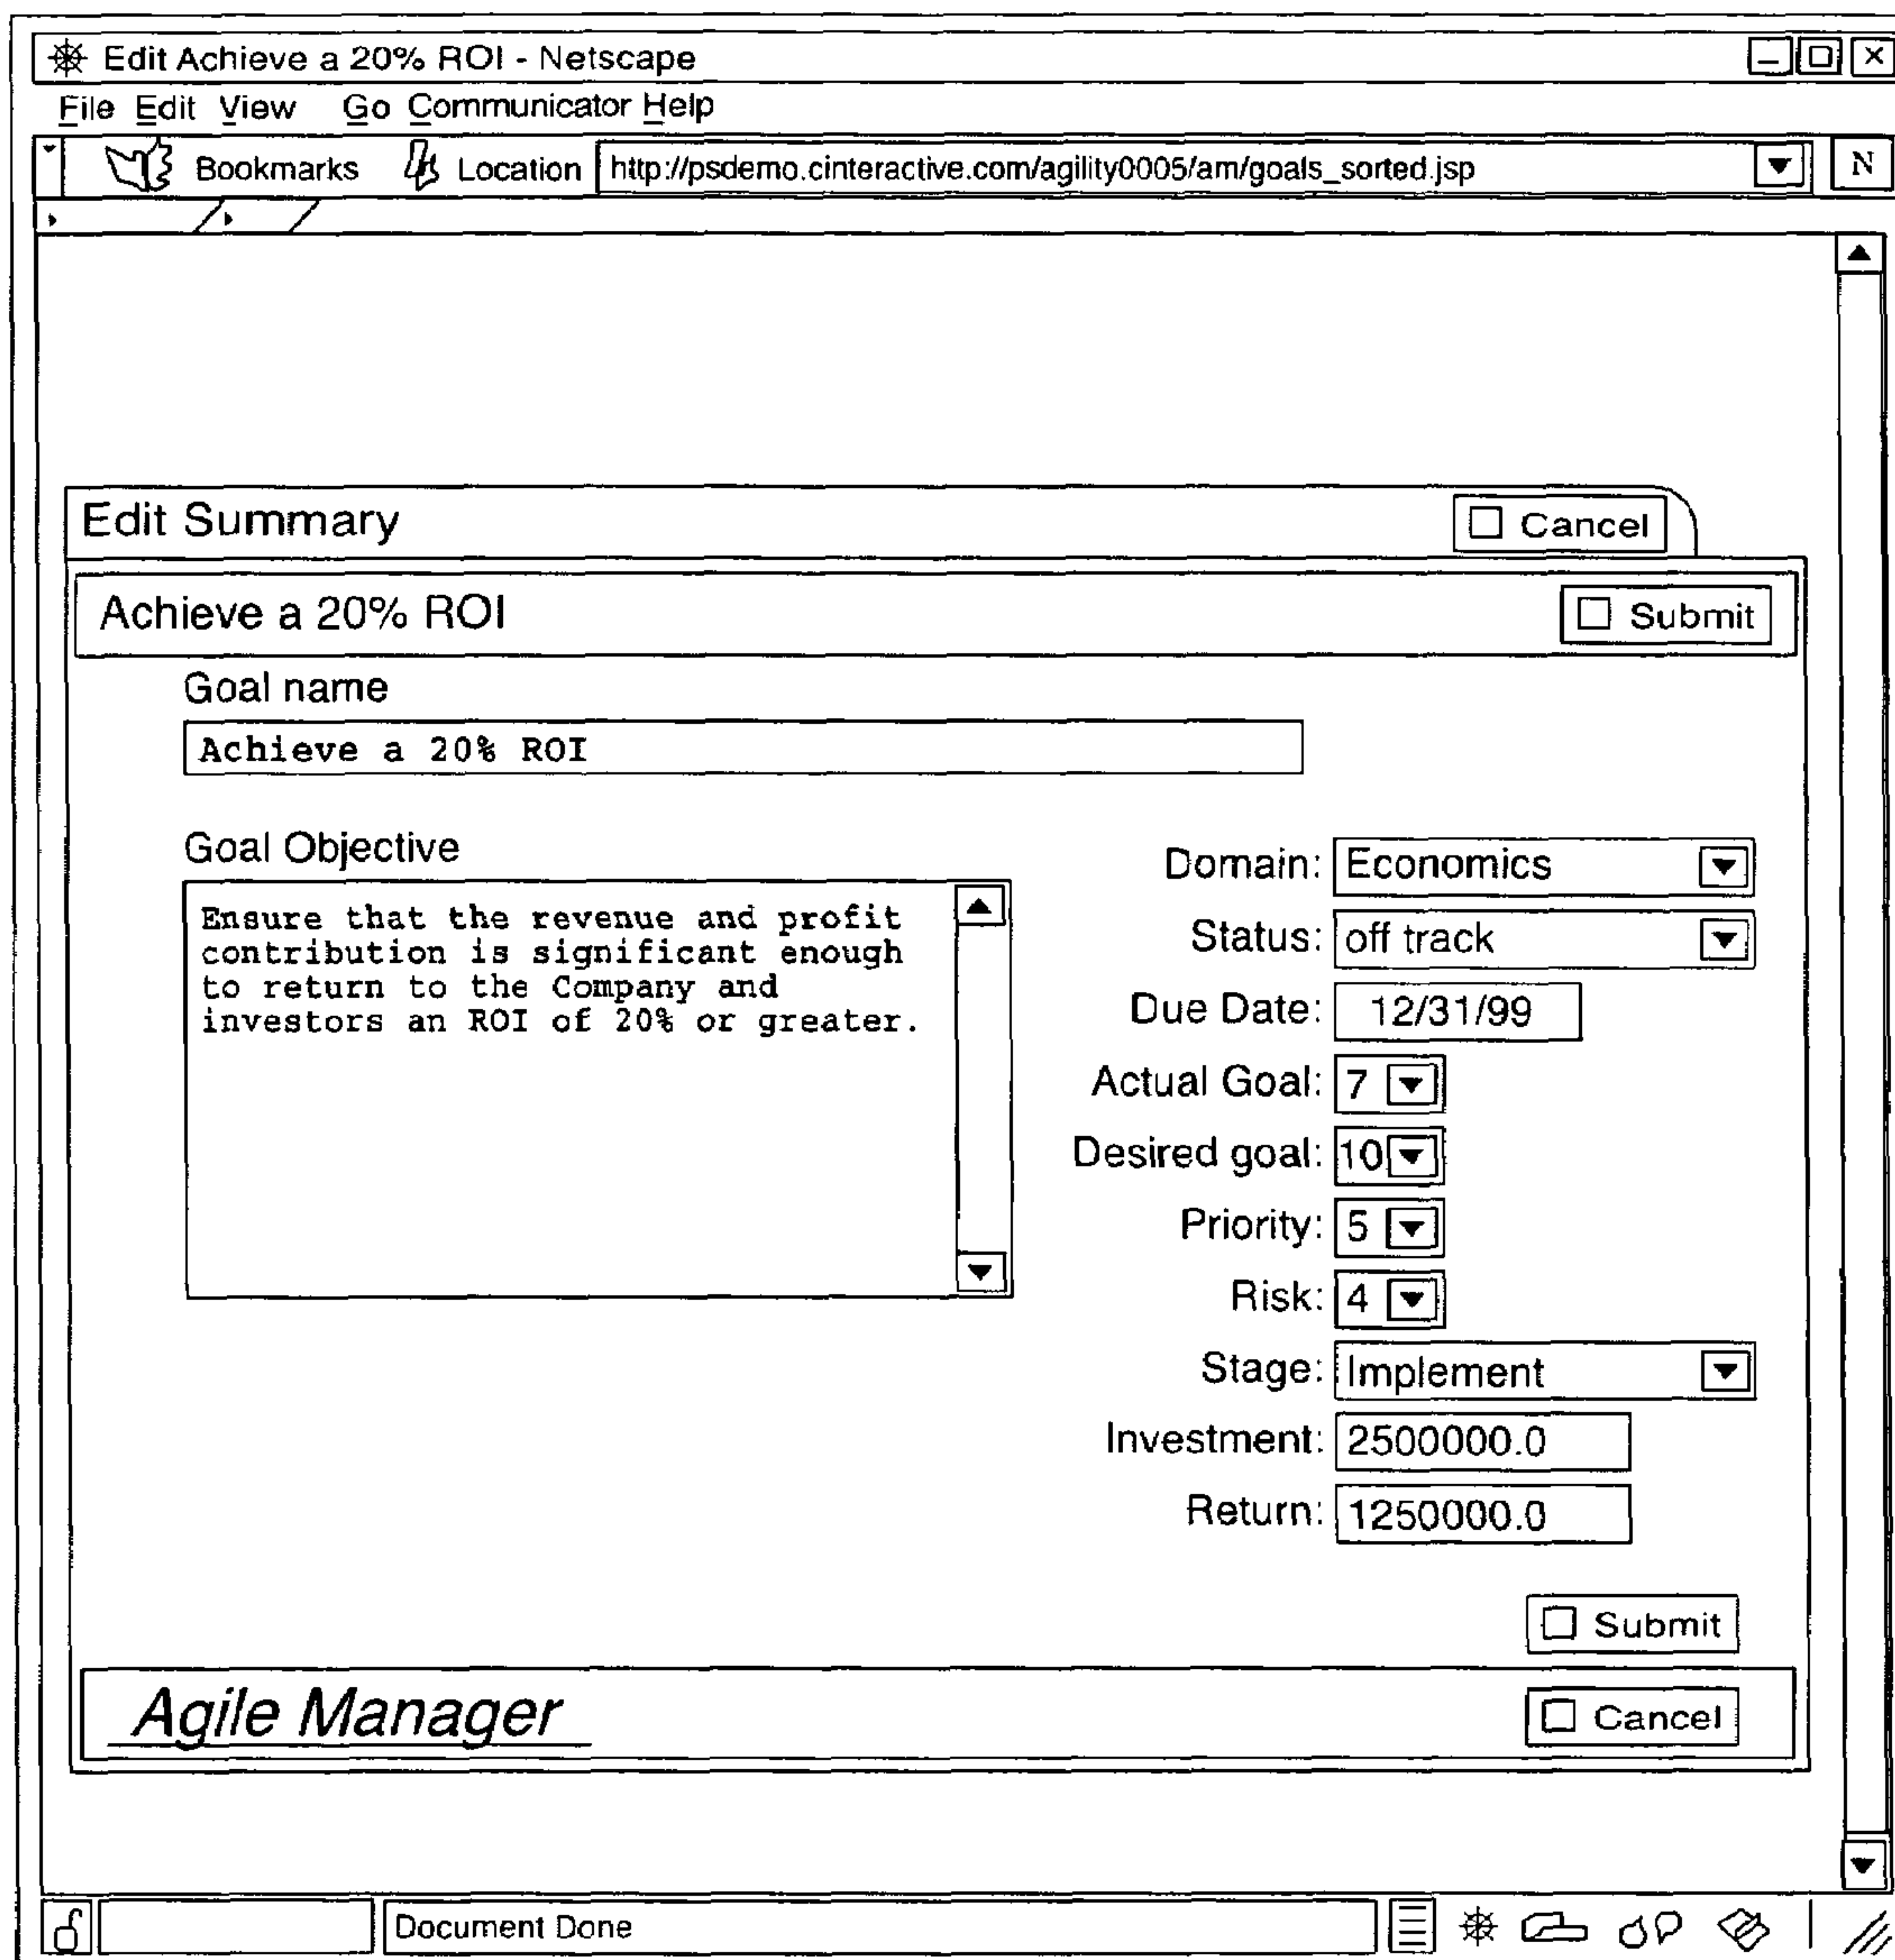 Edit Achieve a 20% ROI - Netscape
File Edit View Go Communicator Help
Bookmarks Location http://psdemo.cinteractive.com/agility0005/am/goals_sorted.jsp N
Edit Summary Cancel
Achieve a 20% ROI Submit
Goal name
Achieve a 20% ROI
Goal Objective
Ensure that the revenue and profit
contribution is significant enough
to return to the Company and
investors an ROI of 20% or greater.
Domain: Economics
Status: off track
Due Date: 12/31/99
Actual Goal: 7
Desired goal: 10
Priority: 5
Risk: 4
Stage: Implement
Investment: 2500000.0
Return: 1250000.0
Submit
Agile Manager Cancel
Document Done